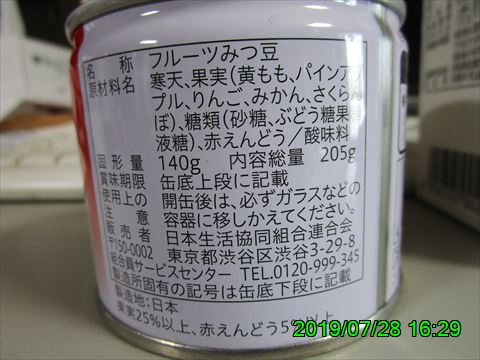 名称 フルーツみつ豆
原材料名 寒天、果実(黄もも、パインアッ
プル、りんご、みかん、さくらん
ぼ)、糖類(砂糖、ぶどう糖果糖
液糖)、赤えんどう/酸味料
固形量 140g 内容総量 205g
賞味期限 缶底上段に記載
使用上の 開缶後は、必ずガラスなどの
注意 容器に移しかえてください。
販売者 日本生活協同組合連合会
〒150-0002 東京都渋谷区渋谷3-29-8
組合員サービスセンター TEL.0120-999-345
製造所固有の記号は缶底下段に記載
製造地:日本
果実25%以上、赤えんどう5%以上
2019/07/28 16:29